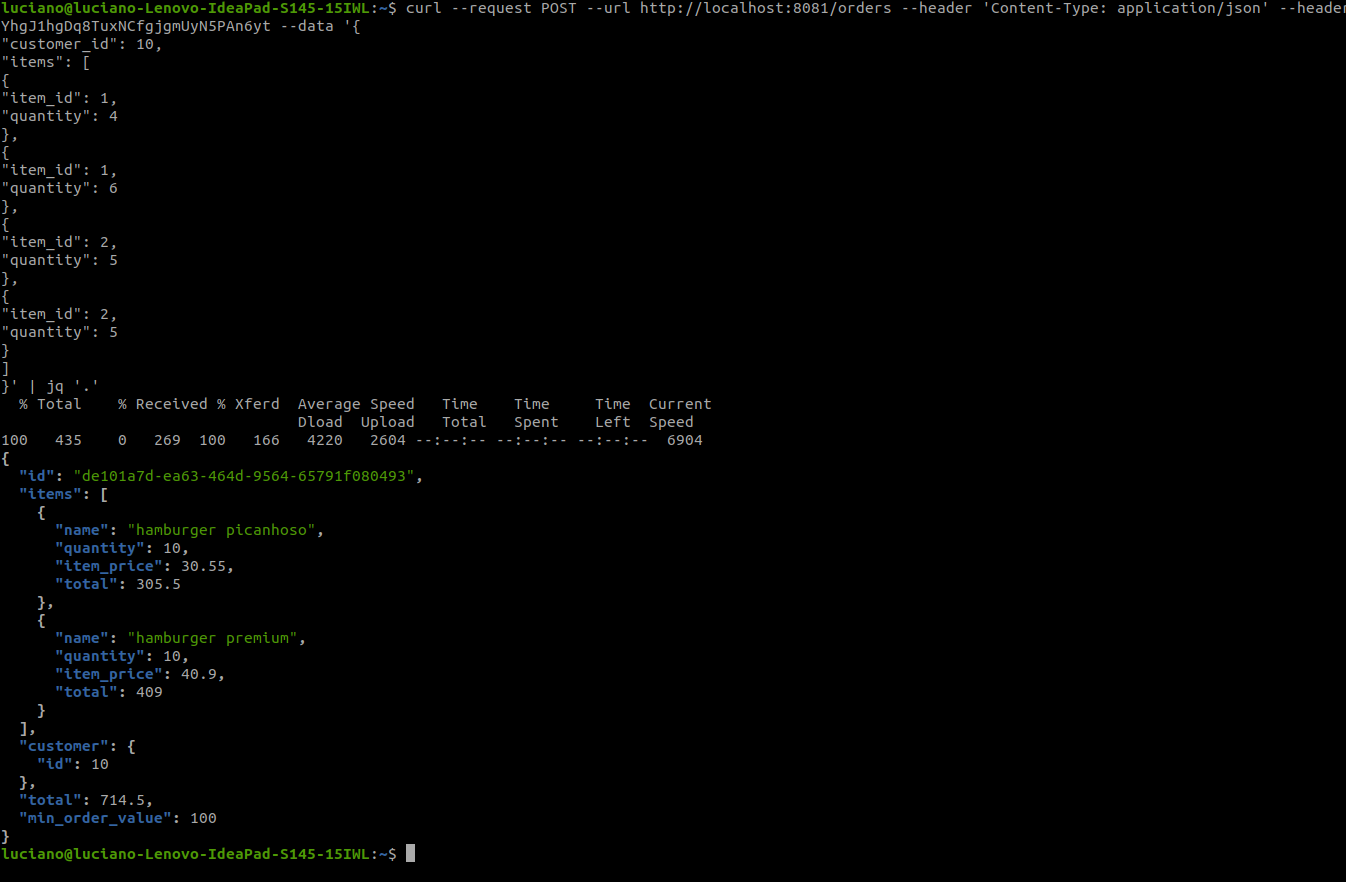 luciano@luciano-Lenovo-IdeaPad-S145-15IWL:~$ curl --request POST --url http://localhost:8081/orders --header 'Content-Type: application/json' --header
YhgJ1hgDq8TuxNCfgjgmUyN5PAn6yt --data '{
"customer_id": 10,
"items": [
{
"item_id": 1,
"quantity": 4
},
{
"item_id": 1,
"quantity": 6
},
{
"item_id": 2,
"quantity": 5
},
{
"item_id": 2,
"quantity": 5
}
]
}' | jq '.'
  % Total    % Received % Xferd  Average Speed   Time    Time     Time  Current
                                 Dload  Upload   Total   Spent    Left  Speed
100   435    0   269  100   166   4220   2604 --:--:-- --:--:-- --:--:--  6904
{
  "id": "de101a7d-ea63-464d-9564-65791f080493",
  "items": [
    {
      "name": "hamburger picanhoso",
      "quantity": 10,
      "item_price": 30.55,
      "total": 305.5
    },
    {
      "name": "hamburger premium",
      "quantity": 10,
      "item_price": 40.9,
      "total": 409
    }
  ],
  "customer": {
    "id": 10
  },
  "total": 714.5,
  "min_order_value": 100
}
luciano@luciano-Lenovo-IdeaPad-S145-15IWL:~$